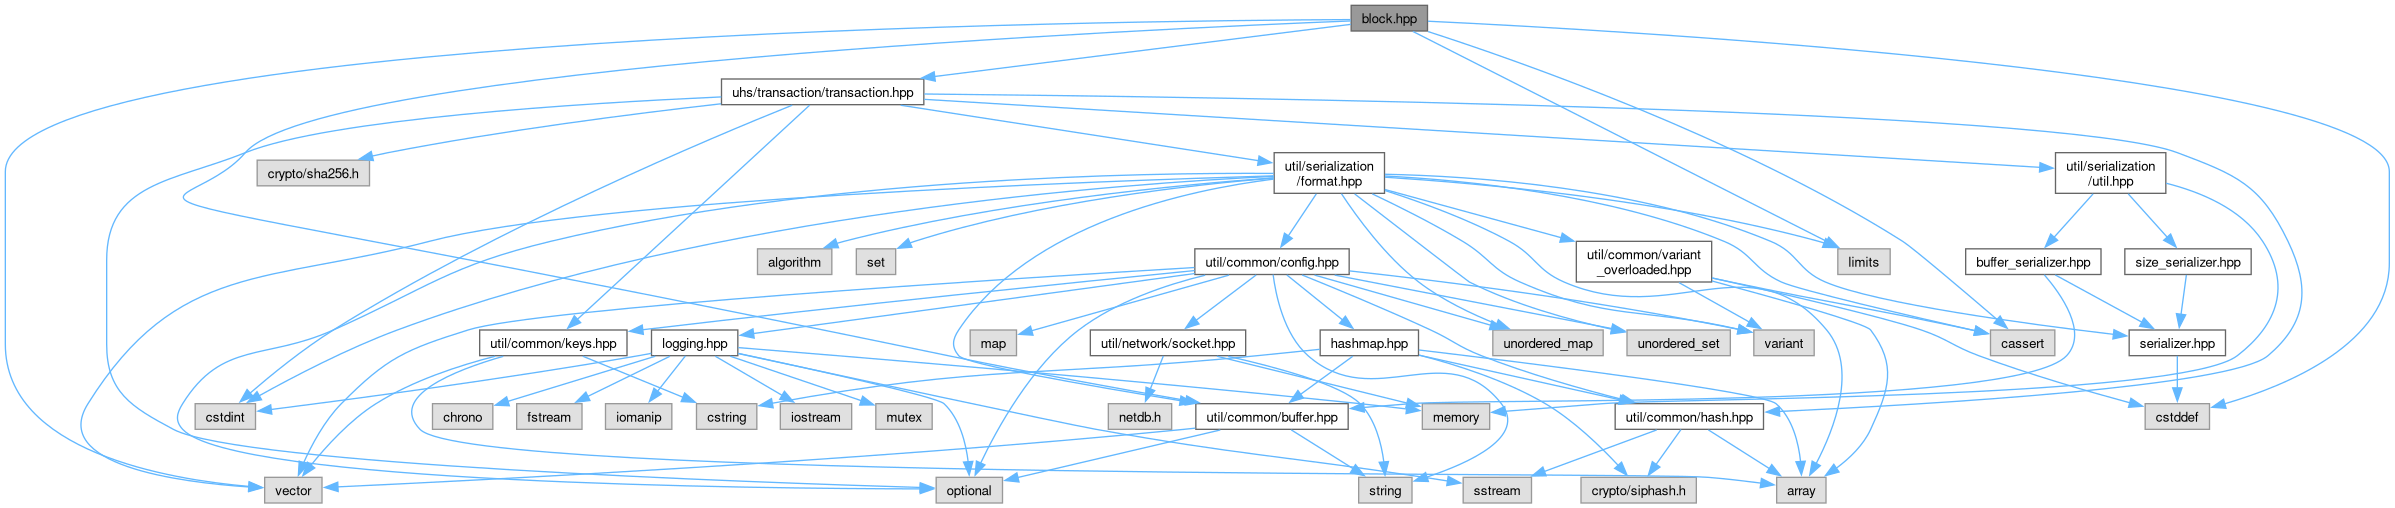 block.hpp
uhs/transaction/transaction.hpp
crypto/sha256.h
util/serialization
/format.hpp
util/serialization
/util.hpp
algorithm
set
util/common/config.hpp
util/common/variant
_overloaded.hpp
limits
buffer_serializer.hpp
size_serializer.hpp
util/common/keys.hpp
logging.hpp
map
util/network/socket.hpp
hashmap.hpp
unordered_map
unordered_set
variant
cassert
serializer.hpp
cstdint
chrono
fstream
iomanip
cstring
iostream
mutex
netdb.h
util/common/buffer.hpp
memory
util/common/hash.hpp
cstddef
vector
optional
string
sstream
crypto/siphash.h
array